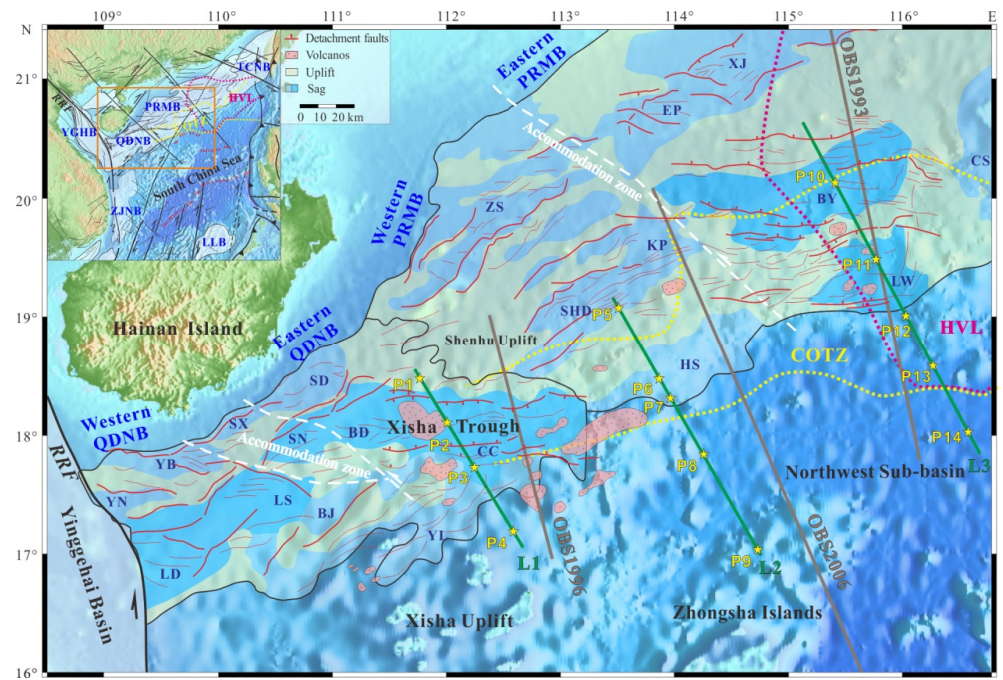 109°
110°
111°
112°
113°
114°
115°
116°
E
N
21°
20°
19°
18°
17°
16°
Detachment faults
Volcanos
Uplift
Sag
0 10 20 km
TCNB
HVL
PRMB
RRF
YGHB
QDNB
South China Sea
ZJNB
LLB
Eastern
PRMB
XJ
EP
Accommodation zone
OBS1993
CS
P10
BY
ZS
Western
PRMB
KP
P11
LW
P12
HVL
SHD
P5
Hainan Island
Eastern
QDNB
Shenhu Uplift
COTZ
HS
P13
SD
P1
P6
P7
Western
QDNB
SX
SN
BD
Xisha Trough
P2
P14
L3
Accommodation zone
CC
P3
P8
Northwest Sub-basin
RRF
YB
YN
LS
BJ
YL
P4
L1
OBS1996
OBS2006
P9
L2
LD
Yinggehai Basin
Xisha Uplift
Zhongsha Islands